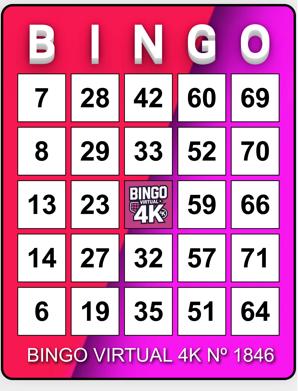 BINGO
7 28 42 60 69
8 29 33 52 70
13 23 BINGO VIRTUAL 4K 59 66
14 27 32 57 71
6 19 35 51 64
BINGO VIRTUAL 4K Nº 1846